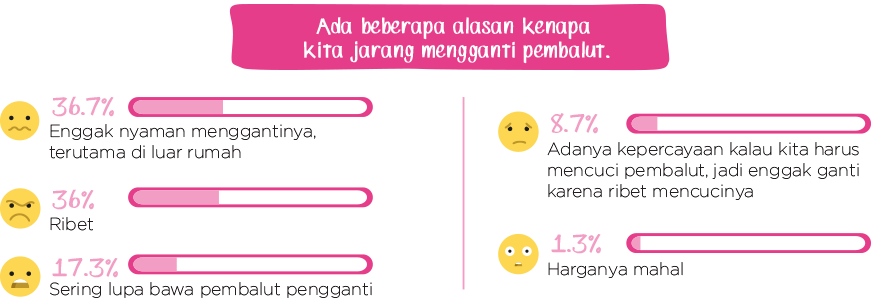 Ada beberapa alasan kenapa
kita jarang mengganti pembalut.
36.7%
Enggak nyaman menggantinya,
terutama di luar rumah
36%
Ribet
17.3%
Sering lupa bawa pembalut pengganti
8.7%
Adanya kepercayaan kalau kita harus
mencuci pembalut, jadi enggak ganti
karena ribet mencucinya
1.3%
Harganya mahal